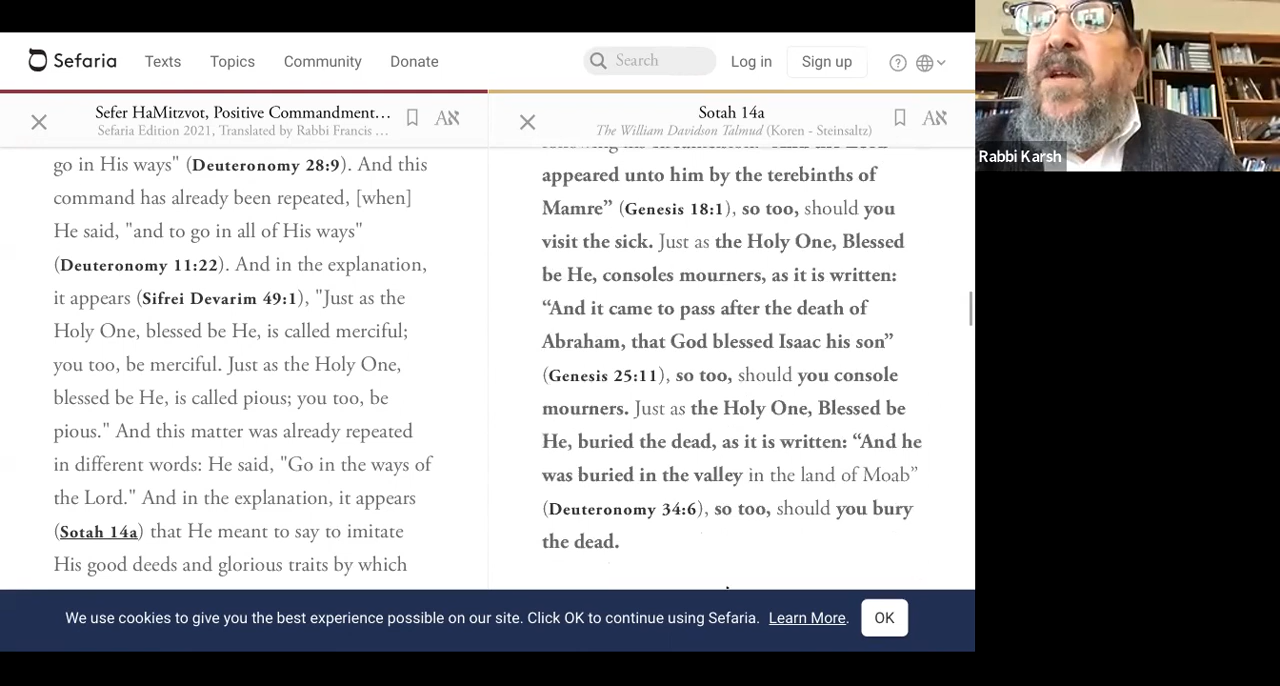 Sefaria
Texts
Topics
Community
Donate
Search
Log in
Sign up
Sefer HaMitzvot, Positive Commandment…
Sefaria Edition 2021, Translated by Rabbi Francis …
go in His ways" (Deuteronomy 28:9). And this
command has already been repeated, [when]
He said, "and to go in all of His ways"
(Deuteronomy 11:22). And in the explanation,
it appears (Sifrei Devarim 49:1), "Just as the
Holy One, blessed be He, is called merciful;
you too, be merciful. Just as the Holy One,
blessed be He, is called pious; you too, be
pious." And this matter was already repeated
in different words: He said, "Go in the ways of
the Lord." And in the explanation, it appears
(Sotah 14a) that He meant to say to imitate
His good deeds and glorious traits by which
Sotah 14a
The William Davidson Talmud (Koren - Steinsaltz)
appeared unto him by the terebinths of
Mamre” (Genesis 18:1), so too, should you
visit the sick. Just as the Holy One, Blessed
be He, consoles mourners, as it is written:
“And it came to pass after the death of
Abraham, that God blessed Isaac his son”
(Genesis 25:11), so too, should you console
mourners. Just as the Holy One, Blessed be
He, buried the dead, as it is written: “And he
was buried in the valley in the land of Moab”
(Deuteronomy 34:6), so too, should you bury
the dead.
We use cookies to give you the best experience possible on our site. Click OK to continue using Sefaria. Learn More.
OK
Rabbi Karsh